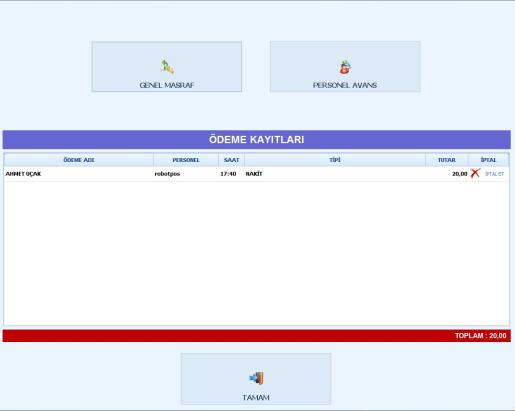 GENEL MASRAF PERSONEL AVANS
ÖDEME KAYITLARI
ÖDEME ADI PERSONEL SAAT TİPİ TUTAR İPTAL
AHMET UÇAK robotpos 17:40 NAKİT 20,00 İPTAL ET
TOPLAM : 20,00
TAMAM